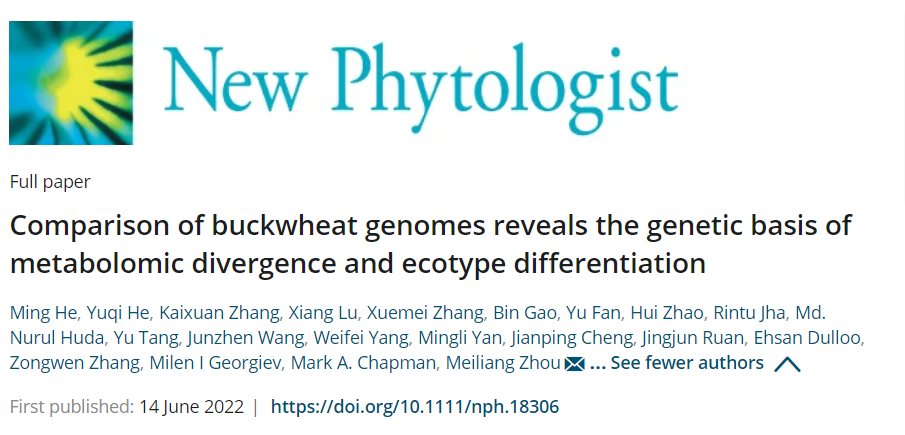 New Phytologist
Full paper
Comparison of buckwheat genomes reveals the genetic basis of
metabolomic divergence and ecotype differentiation
Ming He, Yuqi He, Kaixuan Zhang, Xiang Lu, Xuemei Zhang, Bin Gao, Yu Fan, Hui Zhao, Rintu Jha, Md.
Nurul Huda, Yu Tang, Junzhen Wang, Weifei Yang, Mingli Yan, Jianping Cheng, Jingjun Ruan, Ehsan Dulloo,
Zongwen Zhang, Milen I Georgiev, Mark A. Chapman, Meiliang Zhou ... See fewer authors
First published: 14 June 2022 | https://doi.org/10.1111/nph.18306